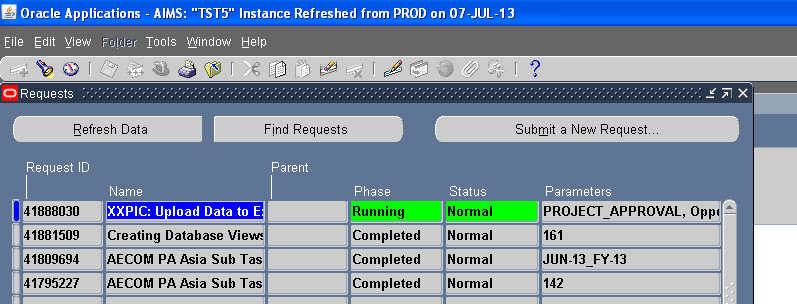 Oracle Applications - AIMS: "TST5" Instance Refreshed from PROD on 07-JUL-13
File Edit View Folder Tools Window Help
Requests
Refresh Data Find Requests Submit a New Request...
Request ID Parent
Name Phase Status Parameters
41888030 XXPIC: Upload Data to E Running Normal PROJECT_APPROVAL, Oppo
41881509 Creating Database Views Completed Normal 161
41809694 AECOM PA Asia Sub Tas Completed Normal JUN-13_FY-13
41795227 AECOM PA Asia Sub Tas Completed Normal 142